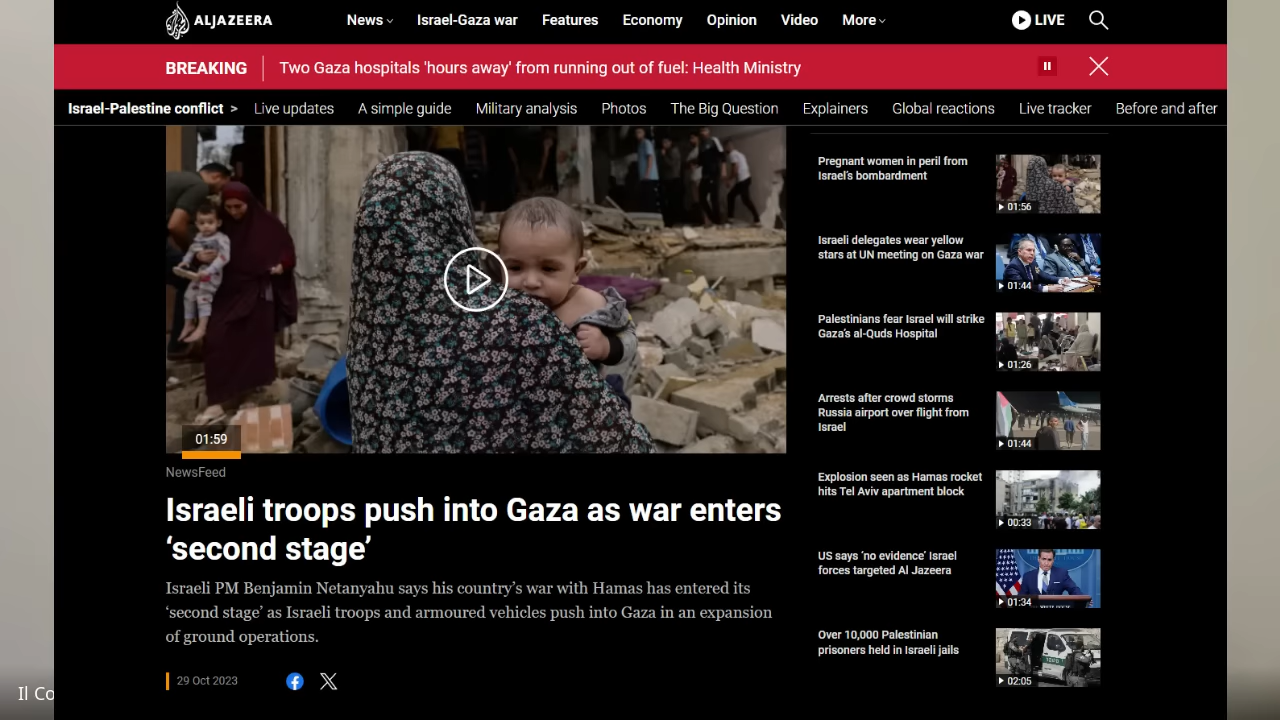 ALJAZEERA
News
Israel-Gaza war
Features
Economy
Opinion
Video
More
LIVE
BREAKING
Two Gaza hospitals 'hours away' from running out of fuel: Health Ministry
Israel-Palestine conflict >
Live updates
A simple guide
Military analysis
Photos
The Big Question
Explainers
Global reactions
Live tracker
Before and after
01:59
NewsFeed
Israeli troops push into Gaza as war enters
‘second stage’
Israeli PM Benjamin Netanyahu says his country’s war with Hamas has entered its
‘second stage’ as Israeli troops and armoured vehicles push into Gaza in an expansion
of ground operations.
29 Oct 2023
Pregnant women in peril from
Israel’s bombardment
01:56
Israeli delegates wear yellow
stars at UN meeting on Gaza war
01:44
Palestinians fear Israel will strike
Gaza’s al-Quds Hospital
01:26
Arrests after crowd storms
Russia airport over flight from
Israel
01:44
Explosion seen as Hamas rocket
hits Tel Aviv apartment block
00:33
US says ‘no evidence’ Israel
forces targeted Al Jazeera
01:34
Over 10,000 Palestinian
prisoners held in Israeli jails
02:05
Il Co